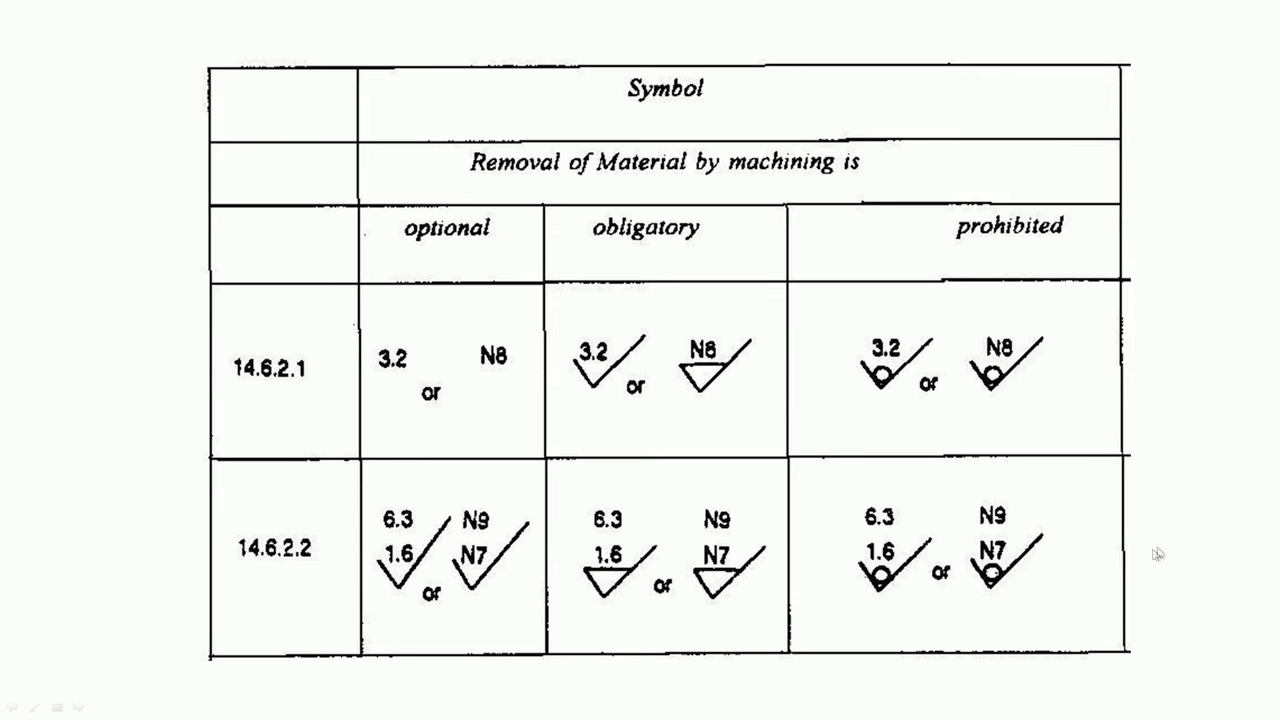 Symbol
Removal of Material by machining is
optional obligatory prohibited
14.6.2.1
3.2 or N8
3.2 or N8
3.2 or N8
14.6.2.2
6.3 N9
1.6 or N7
6.3 N9
1.6 or N7
6.3 N9
1.6 or N7